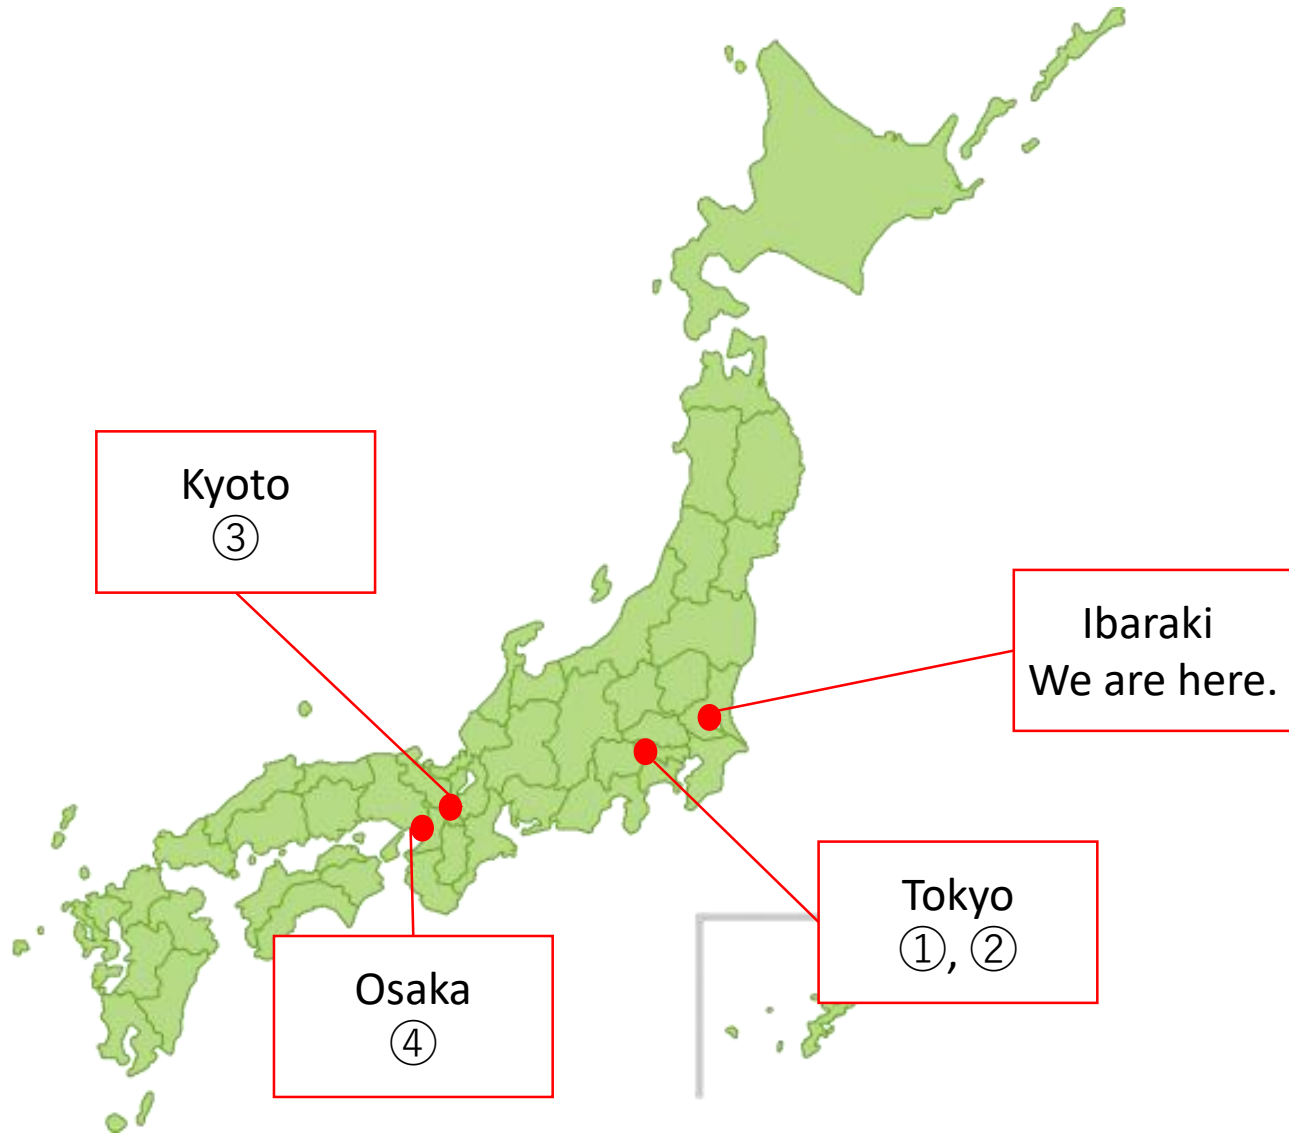 Kyoto
③
Ibaraki
We are here.
Tokyo
①, ②
Osaka
④